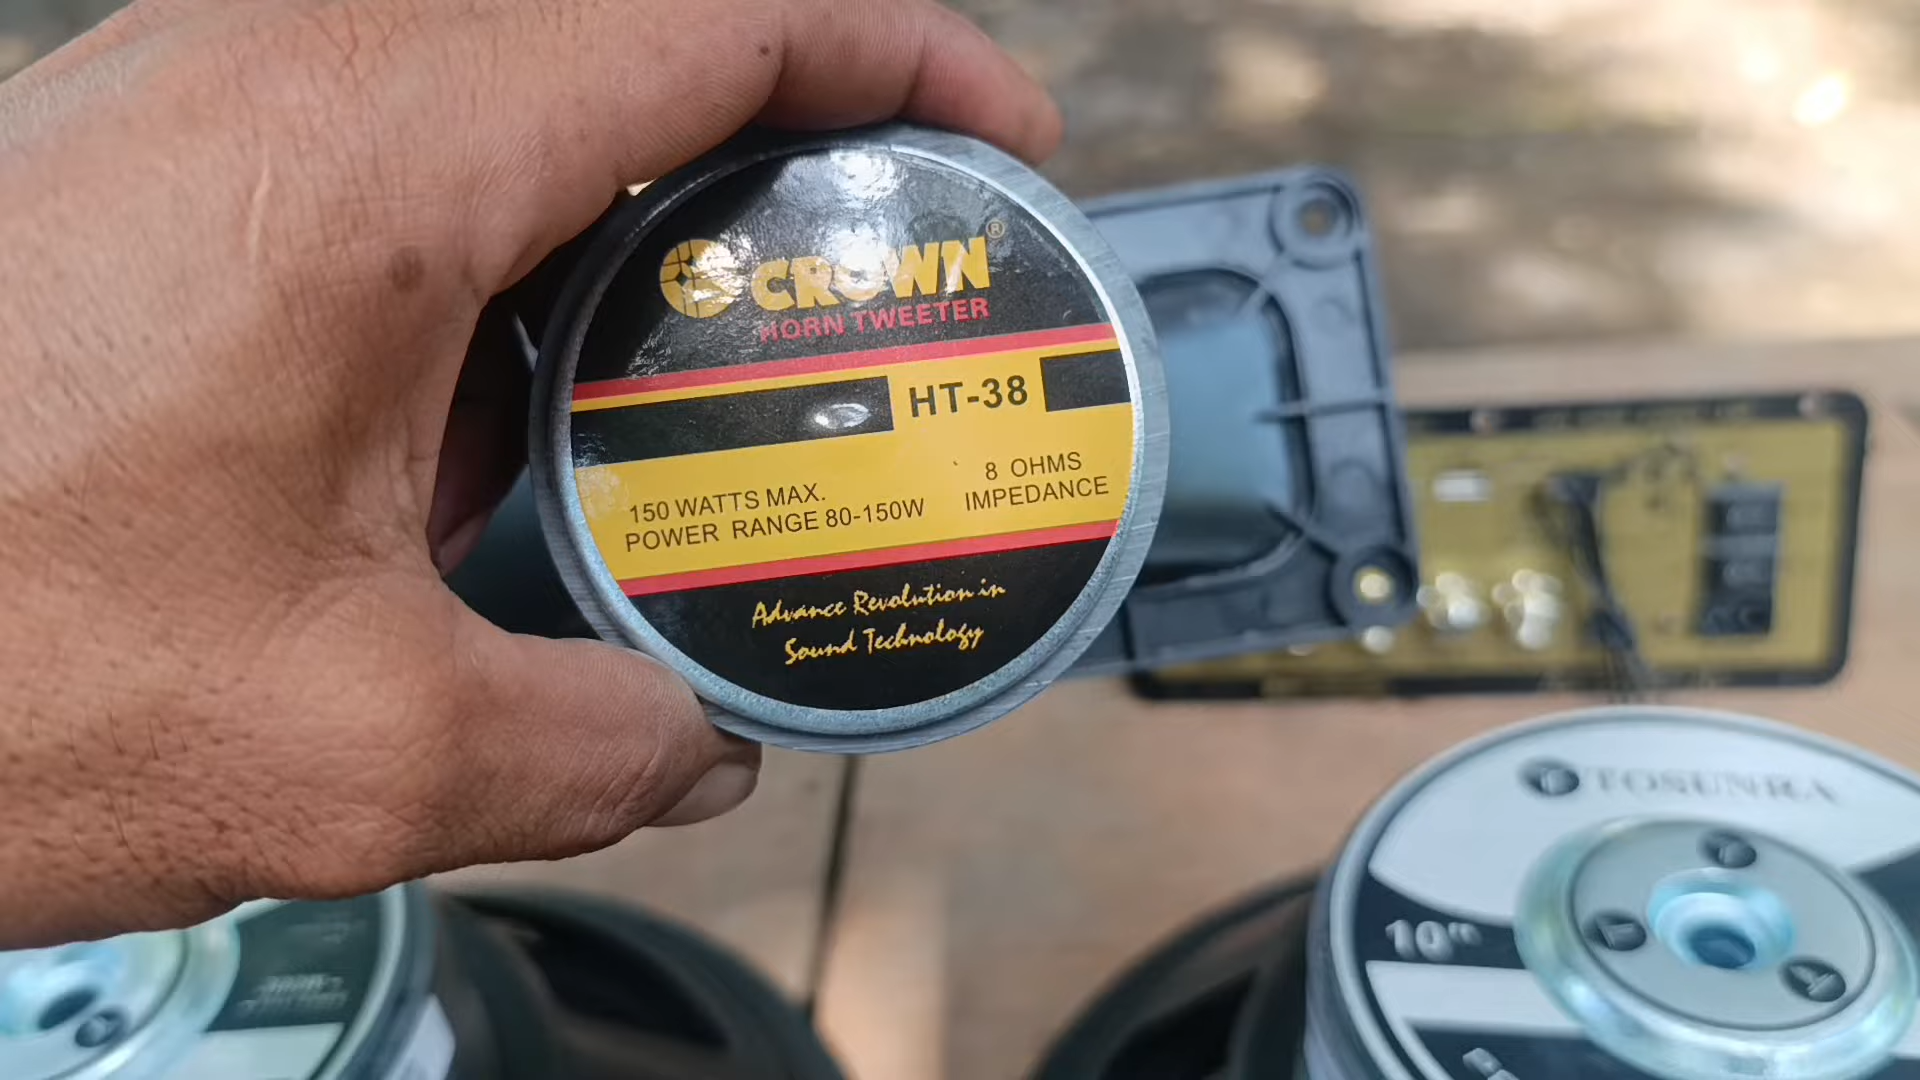 CROWN®
HORN TWEETER
HT-38
150 WATTS MAX.
POWER RANGE 80-150W
8 OHMS
IMPEDANCE
Advance Revolution in
Sound Technology
TOSUNRA
10"